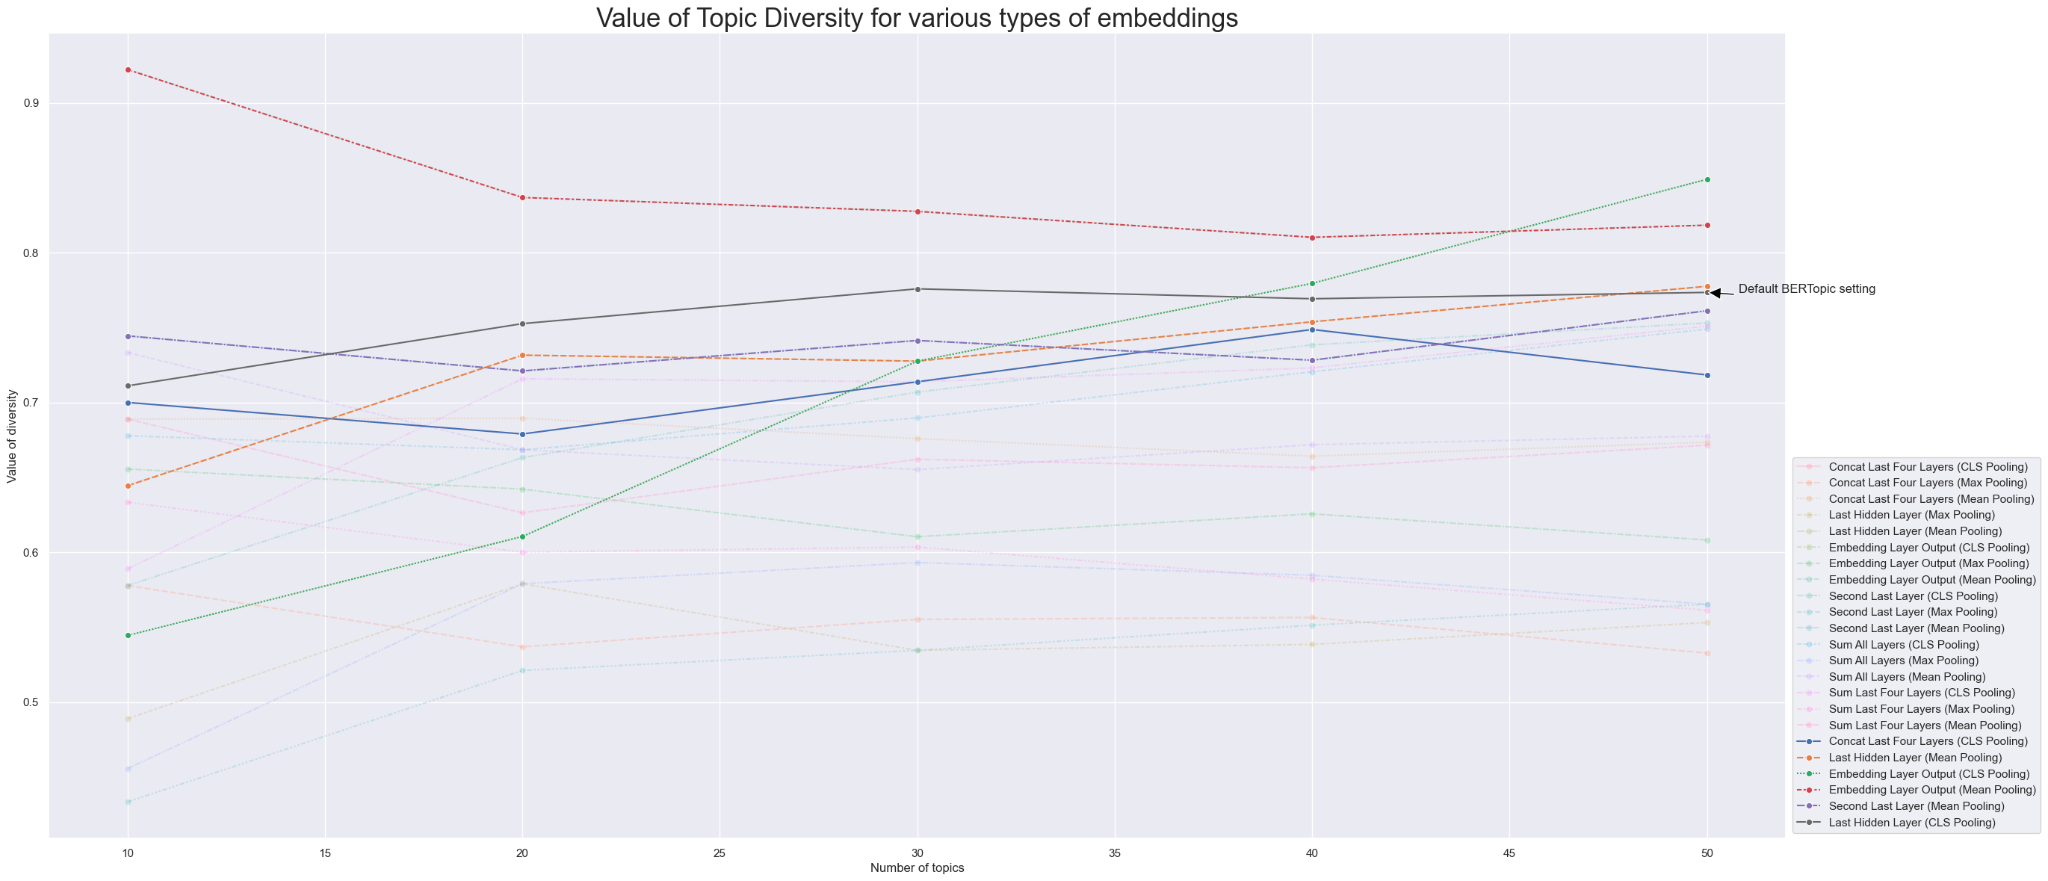 Value of Topic Diversity for various types of embeddings
Value of diversity
0.9
0.8
0.7
0.6
0.5
Default BERTopic setting
10
15
20
25
30
35
40
45
50
Number of topics
Concat Last Four Layers (CLS Pooling)
Concat Last Four Layers (Max Pooling)
Concat Last Four Layers (Mean Pooling)
Last Hidden Layer (Max Pooling)
Last Hidden Layer (Mean Pooling)
Embedding Layer Output (CLS Pooling)
Embedding Layer Output (Max Pooling)
Embedding Layer Output (Mean Pooling)
Second Last Layer (CLS Pooling)
Second Last Layer (Max Pooling)
Second Last Layer (Mean Pooling)
Sum All Layers (CLS Pooling)
Sum All Layers (Max Pooling)
Sum All Layers (Mean Pooling)
Sum Last Four Layers (CLS Pooling)
Sum Last Four Layers (Max Pooling)
Sum Last Four Layers (Mean Pooling)
Concat Last Four Layers (CLS Pooling)
Last Hidden Layer (Mean Pooling)
Embedding Layer Output (CLS Pooling)
Embedding Layer Output (Mean Pooling)
Second Last Layer (Mean Pooling)
Last Hidden Layer (CLS Pooling)